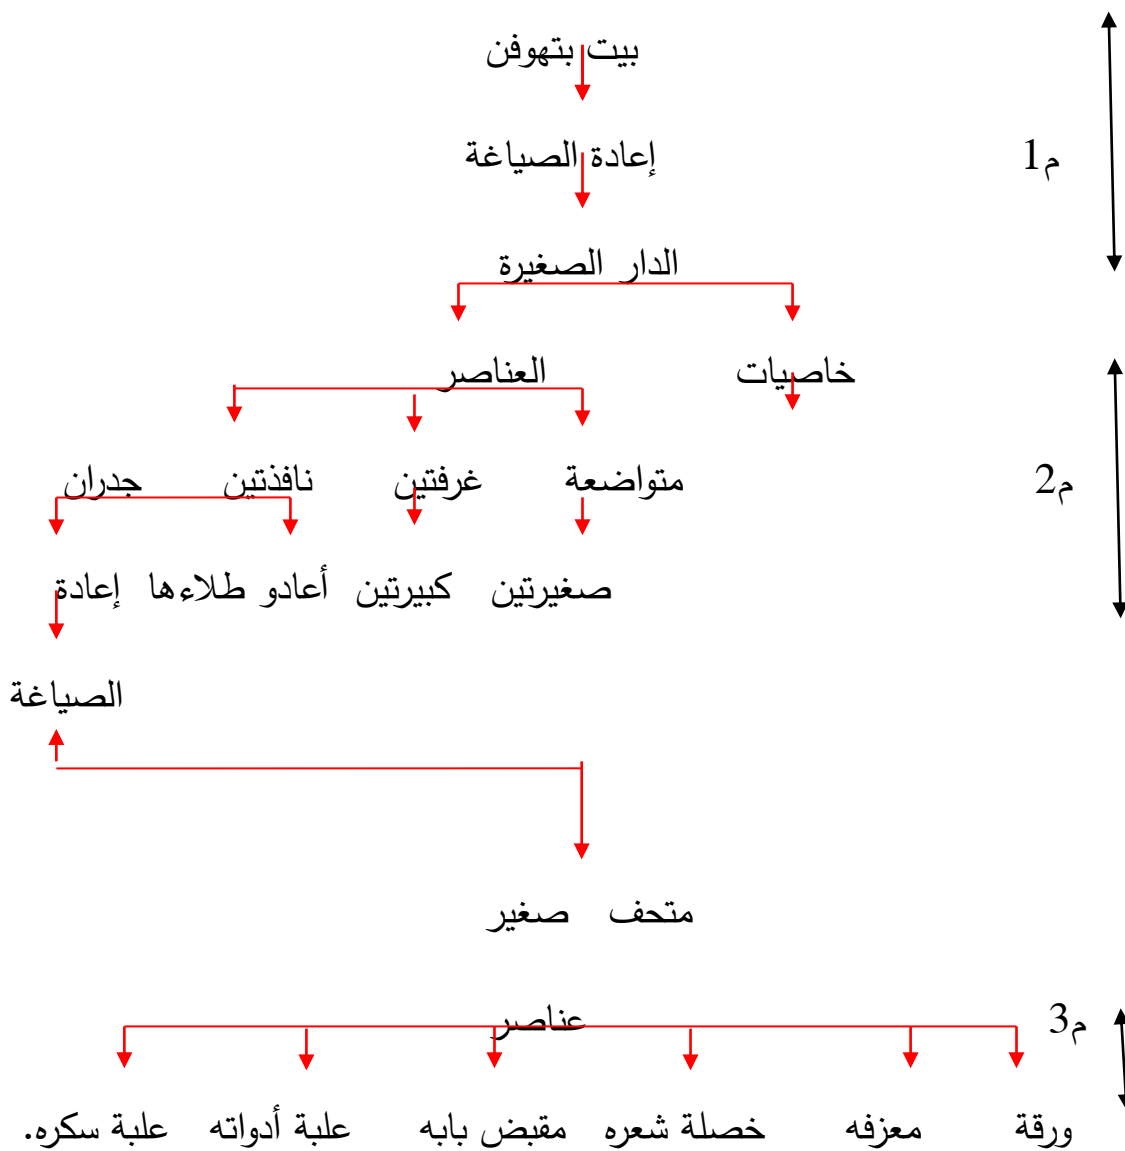 بيت بتهوفن
م1 إعادة الصياغة
الدار الصغيرة
خاصيات العناصر
م2 متواضعة غرفتين نافذتين جدران
صغيرتين كبيرتين أعادو طلاءها إعادة
الصياغة
متحف صغير
م3 عناصر
ورقة معزفه خصلة شعره مقبض بابه علبة أدواته علبة سكره.